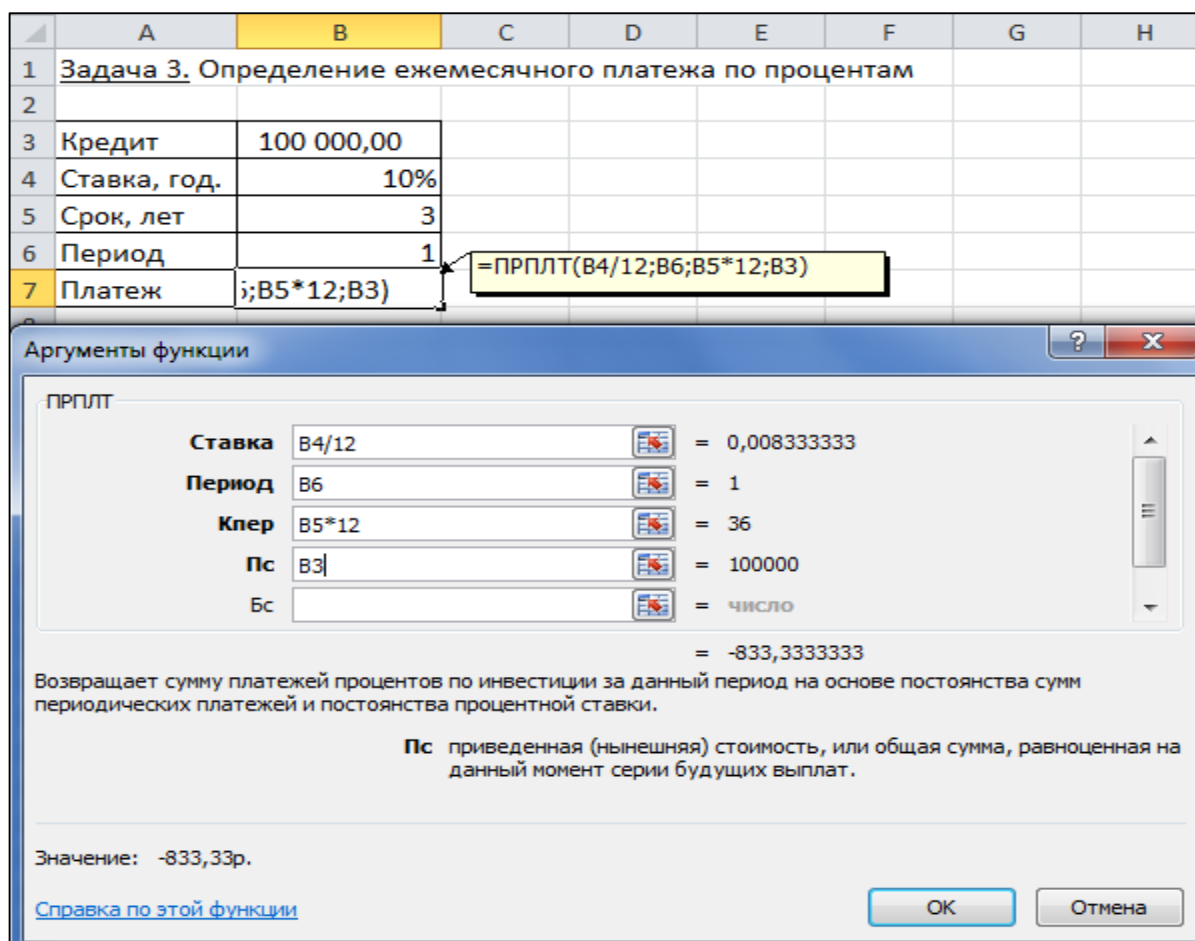 A B C D E F G H
1 Задача 3. Определение ежемесячного платежа по процентам
2
3 Кредит 100 000,00
4 Ставка, год. 10%
5 Срок, лет 3
6 Период 1
=ПРПЛТ(B4/12;B6;B5*12;B3)
7 Платеж ;B5*12;B3)
Аргументы функции
ПРПЛТ
Ставка B4/12 = 0,008333333
Период B6 = 1
Кпер B5*12 = 36
Пс B3 = 100000
Бс = число
= -833,3333333
Возвращает сумму платежей процентов по инвестиции за данный период на основе постоянства сумм
периодических платежей и постоянства процентной ставки.
Пс приведенная (нынешняя) стоимость, или общая сумма, равноценная на
данный момент серии будущих выплат.
Значение: -833,33р.
Справка по этой функции
ОК Отмена